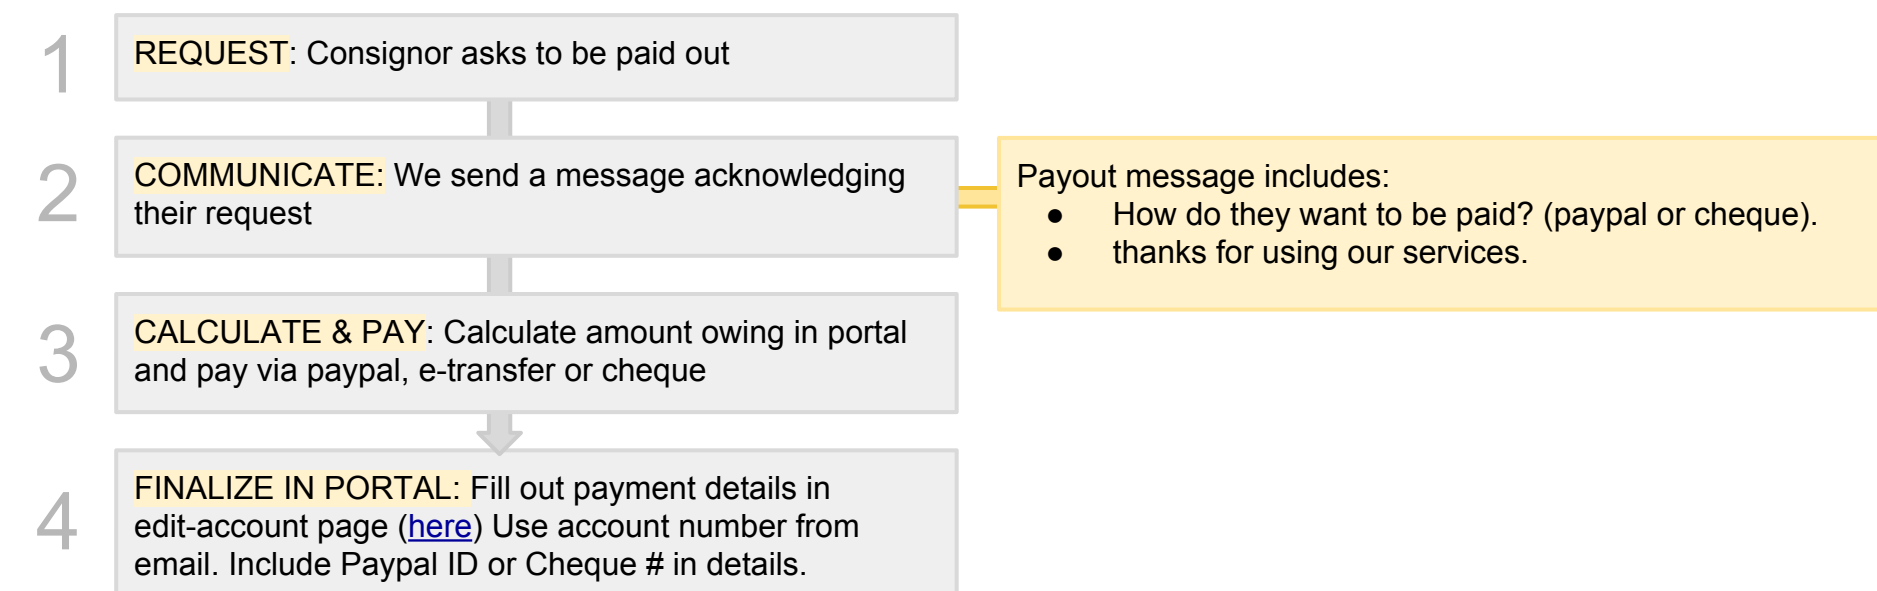 1
REQUEST: Consignor asks to be paid out
2
COMMUNICATE: We send a message acknowledging
their request
Payout message includes:
● How do they want to be paid? (paypal or cheque).
● thanks for using our services.
3
CALCULATE & PAY: Calculate amount owing in portal
and pay via paypal, e-transfer or cheque
4
FINALIZE IN PORTAL: Fill out payment details in
edit-account page (here) Use account number from
email. Include Paypal ID or Cheque # in details.